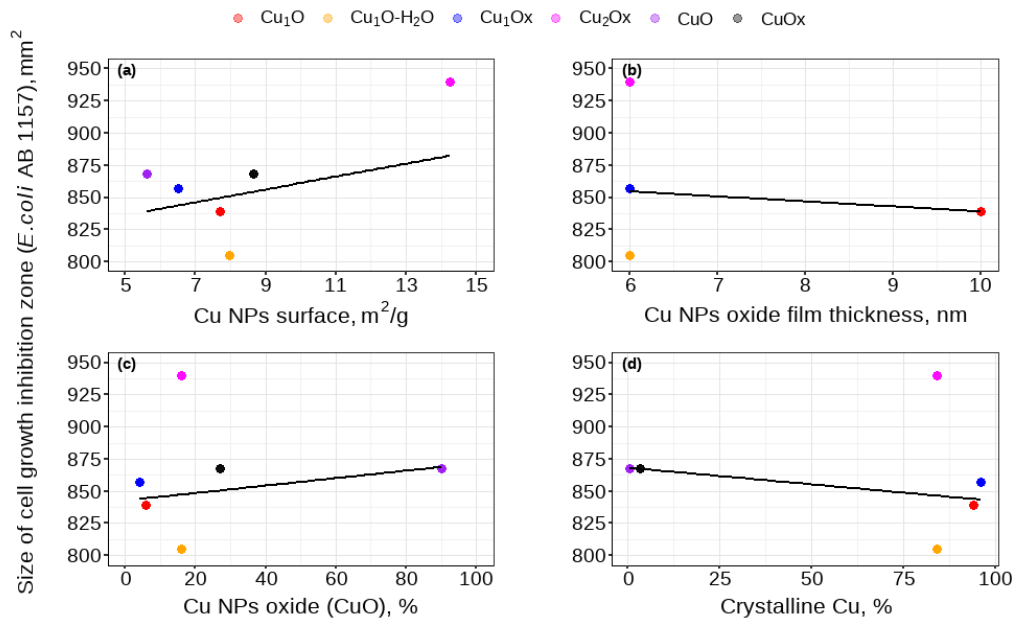 Cu₁O Cu₁O-H₂O Cu₁Ox Cu₂Ox CuO CuOx
Size of cell growth inhibition zone (E.coli AB 1157), mm²
(a)
950
925
900
875
850
825
800
5 7 9 11 13 15
Cu NPs surface, m²/g
(b)
950
925
900
875
850
825
800
6 7 8 9 10
Cu NPs oxide film thickness, nm
(c)
950
925
900
875
850
825
800
0 20 40 60 80 100
Cu NPs oxide (CuO), %
(d)
950
925
900
875
850
825
800
0 25 50 75 100
Crystalline Cu, %